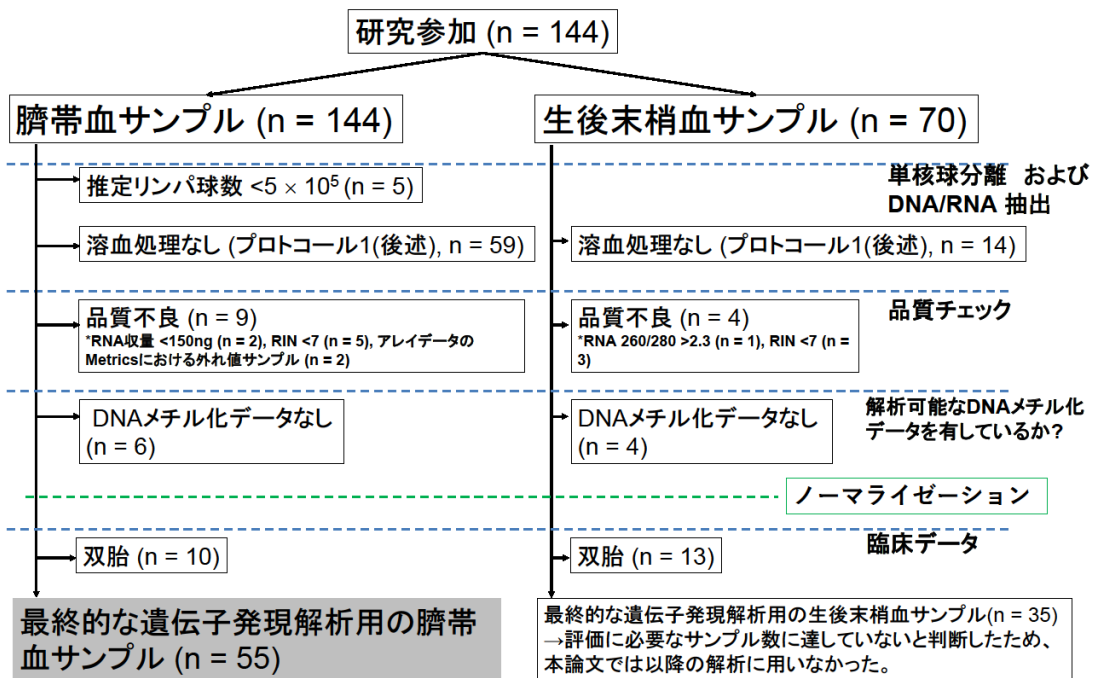 研究参加 (n = 144)
臍帯血サンプル (n = 144)
生後末梢血サンプル (n = 70)
単核球分離 および
DNA/RNA 抽出
推定リンパ球数 <5 × 10⁵ (n = 5)
溶血処理なし (プロトコール1(後述), n = 59)
溶血処理なし (プロトコール1(後述), n = 14)
品質チェック
品質不良 (n = 9)
*RNA収量 <150ng (n = 2), RIN <7 (n = 5), アレイデータの
Metricsにおける外れ値サンプル (n = 2)
品質不良 (n = 4)
*RNA 260/280 >2.3 (n = 1), RIN <7 (n =
3)
解析可能なDNAメチル化
データを有しているか?
DNAメチル化データなし
(n = 6)
DNAメチル化データなし
(n = 4)
ノーマライゼーション
臨床データ
双胎 (n = 10)
双胎 (n = 13)
最終的な遺伝子発現解析用の臍帯
血サンプル (n = 55)
最終的な遺伝子発現解析用の生後末梢血サンプル(n = 35)
→評価に必要なサンプル数に達していないと判断したため、
本論文では以降の解析に用いなかった。